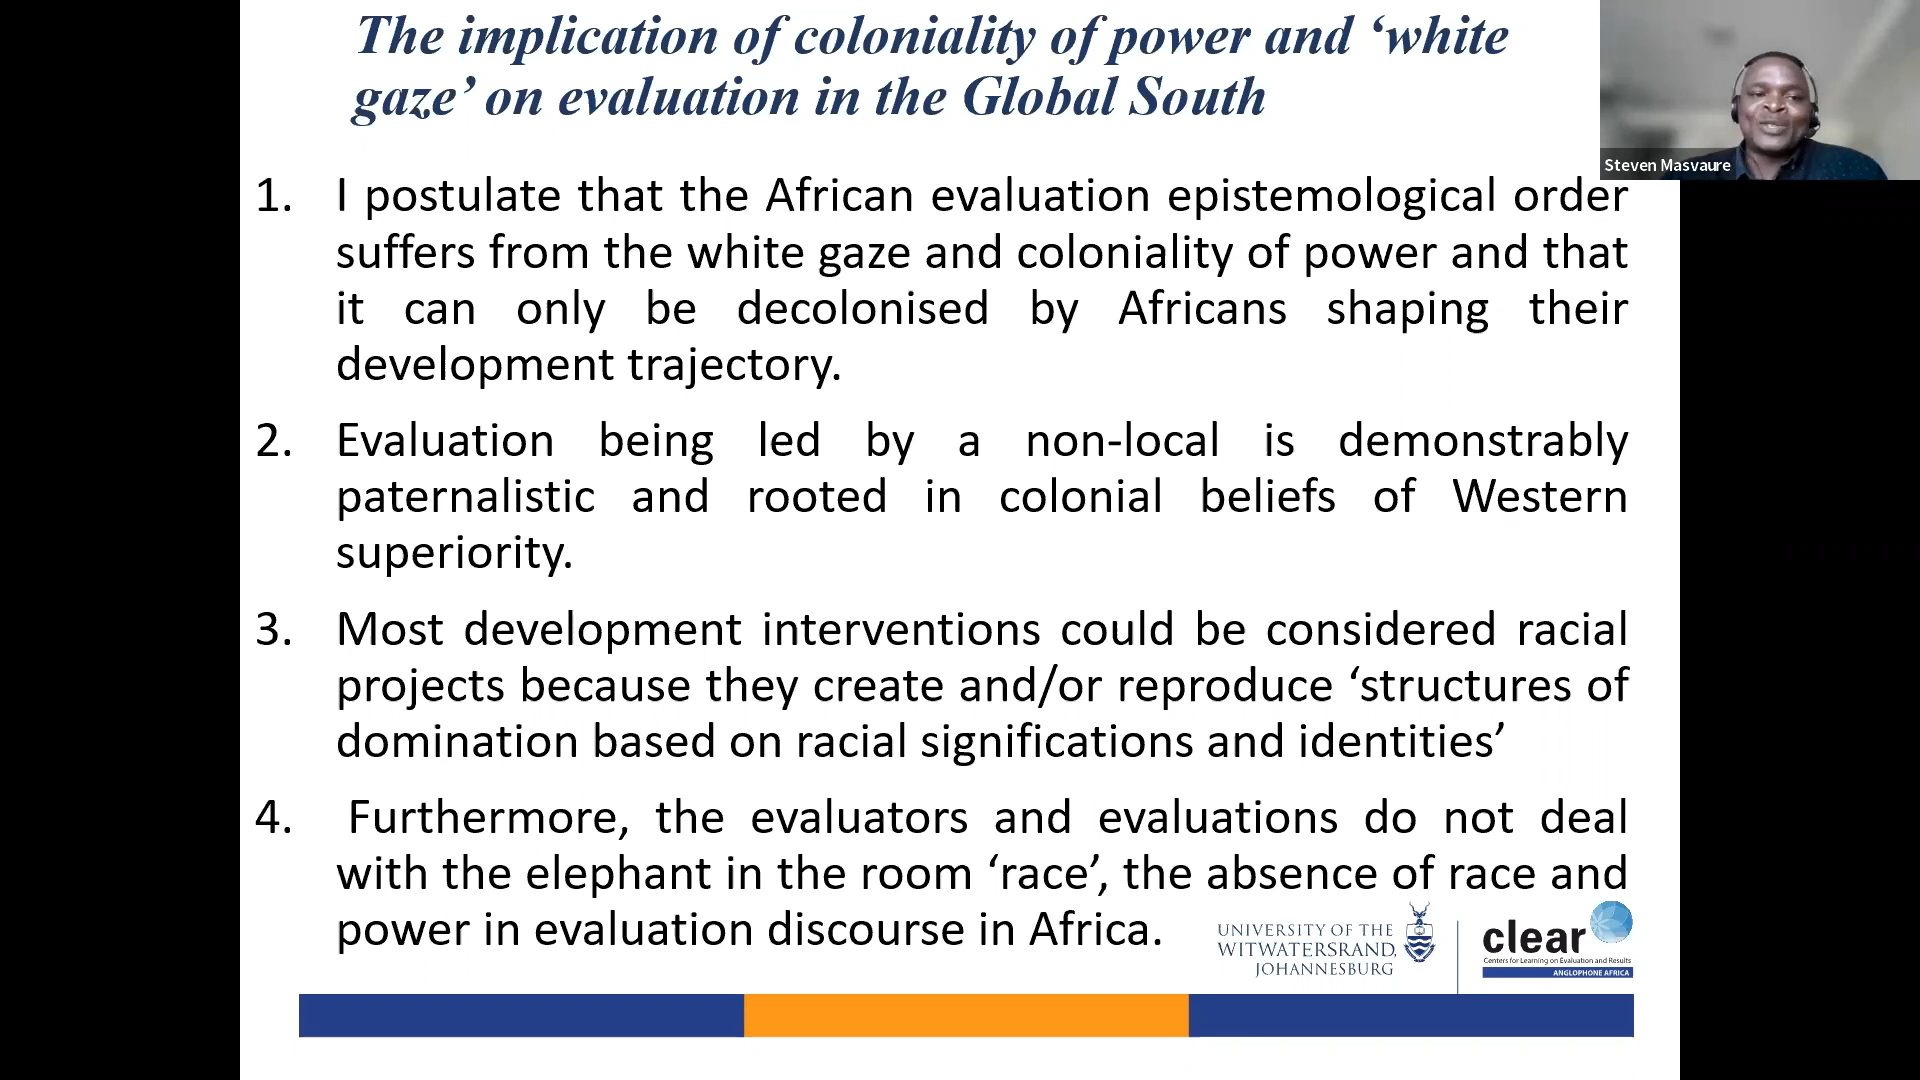 The implication of coloniality of power and ‘white
gaze’ on evaluation in the Global South
Steven Masvaure
1. I postulate that the African evaluation epistemological order
suffers from the white gaze and coloniality of power and that
it can only be decolonised by Africans shaping their
development trajectory.
2. Evaluation being led by a non-local is demonstrably
paternalistic and rooted in colonial beliefs of Western
superiority.
3. Most development interventions could be considered racial
projects because they create and/or reproduce ‘structures of
domination based on racial significations and identities’
4. Furthermore, the evaluators and evaluations do not deal
with the elephant in the room ‘race’, the absence of race and
power in evaluation discourse in Africa.
UNIVERSITY OF THE
WITWATERSRAND,
JOHANNESBURG
clear
Centers for Learning on Evaluation and Results
ANGLOPHONE AFRICA